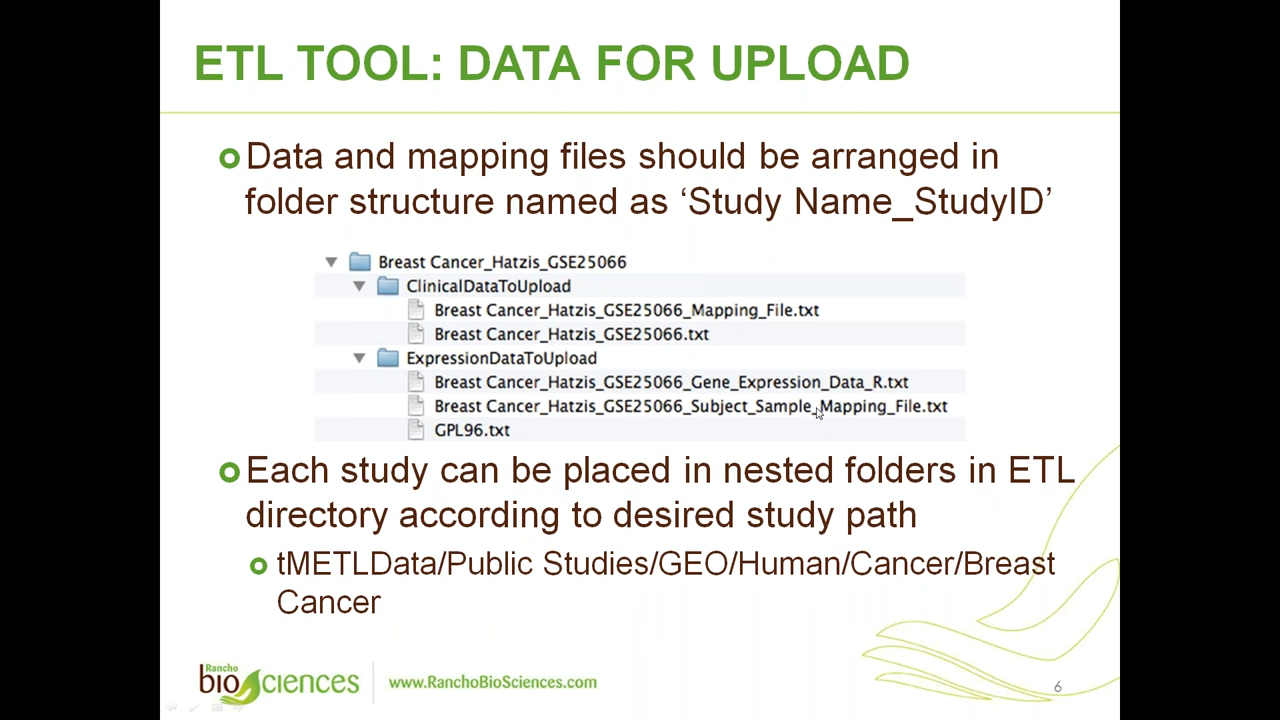 ETL TOOL: DATA FOR UPLOAD
Data and mapping files should be arranged in
folder structure named as ‘Study Name_StudyID’
Breast Cancer_Hatzis_GSE25066
ClinicalDataToUpload
Breast Cancer_Hatzis_GSE25066_Mapping_File.txt
Breast Cancer_Hatzis_GSE25066.txt
ExpressionDataToUpload
Breast Cancer_Hatzis_GSE25066_Gene_Expression_Data_R.txt
Breast Cancer_Hatzis_GSE25066_Subject_Sample_Mapping_File.txt
GPL96.txt
Each study can be placed in nested folders in ETL
directory according to desired study path
tMETLData/Public Studies/GEO/Human/Cancer/Breast
Cancer
Rancho
bioSciences
www.RanchoBioSciences.com
6